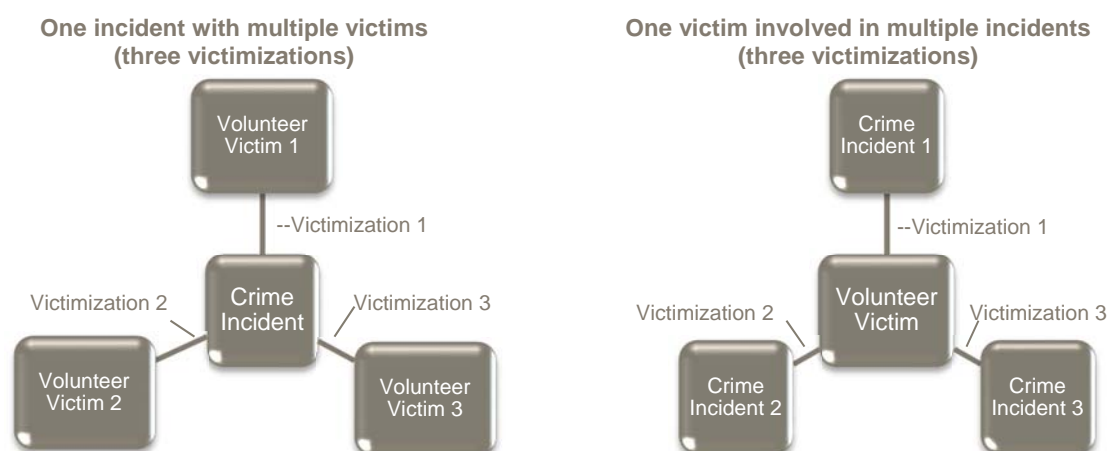 One incident with multiple victims
(three victimizations)
Volunteer
Victim 1
--Victimization 1
Crime
Incident
Victimization 2
Victimization 3
Volunteer
Victim 2
Volunteer
Victim 3
One victim involved in multiple incidents
(three victimizations)
Crime
Incident 1
--Victimization 1
Volunteer
Victim
Victimization 2
Victimization 3
Crime
Incident 2
Crime
Incident 3